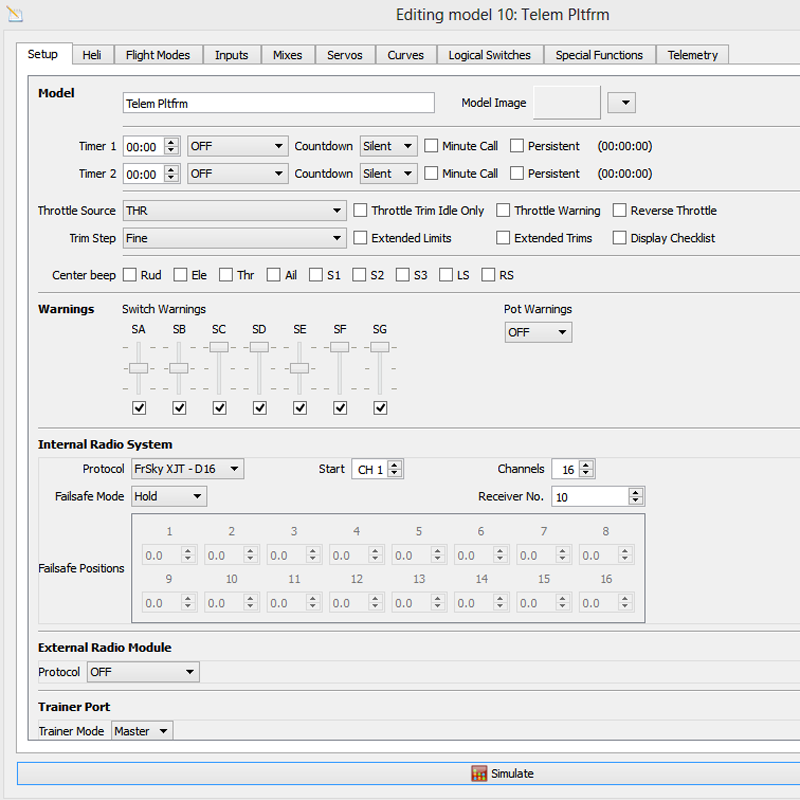 Editing model 10: Telem Pltfrm
Setup Heli Flight Modes Inputs Mixes Servos Curves Logical Switches Special Functions Telemetry
Model
Telem Pltfrm Model Image
Timer 1 00:00 OFF Countdown Silent Minute Call Persistent (00:00:00)
Timer 2 00:00 OFF Countdown Silent Minute Call Persistent (00:00:00)
Throttle Source THR Throttle Trim Idle Only Throttle Warning Reverse Throttle
Trim Step Fine Extended Limits Extended Trims Display Checklist
Center beep Rud Ele Thr Ail S1 S2 S3 LS RS
Warnings Switch Warnings Pot Warnings
SA SB SC SD SE SF SG OFF
Internal Radio System
Protocol FrSky XJT - D16 Start CH 1 Channels 16
Failsafe Mode Hold Receiver No. 10
1 2 3 4 5 6 7 8
0.0 0.0 0.0 0.0 0.0 0.0 0.0 0.0
Failsafe Positions
9 10 11 12 13 14 15 16
0.0 0.0 0.0 0.0 0.0 0.0 0.0 0.0
External Radio Module
Protocol OFF
Trainer Port
Trainer Mode Master
Simulate